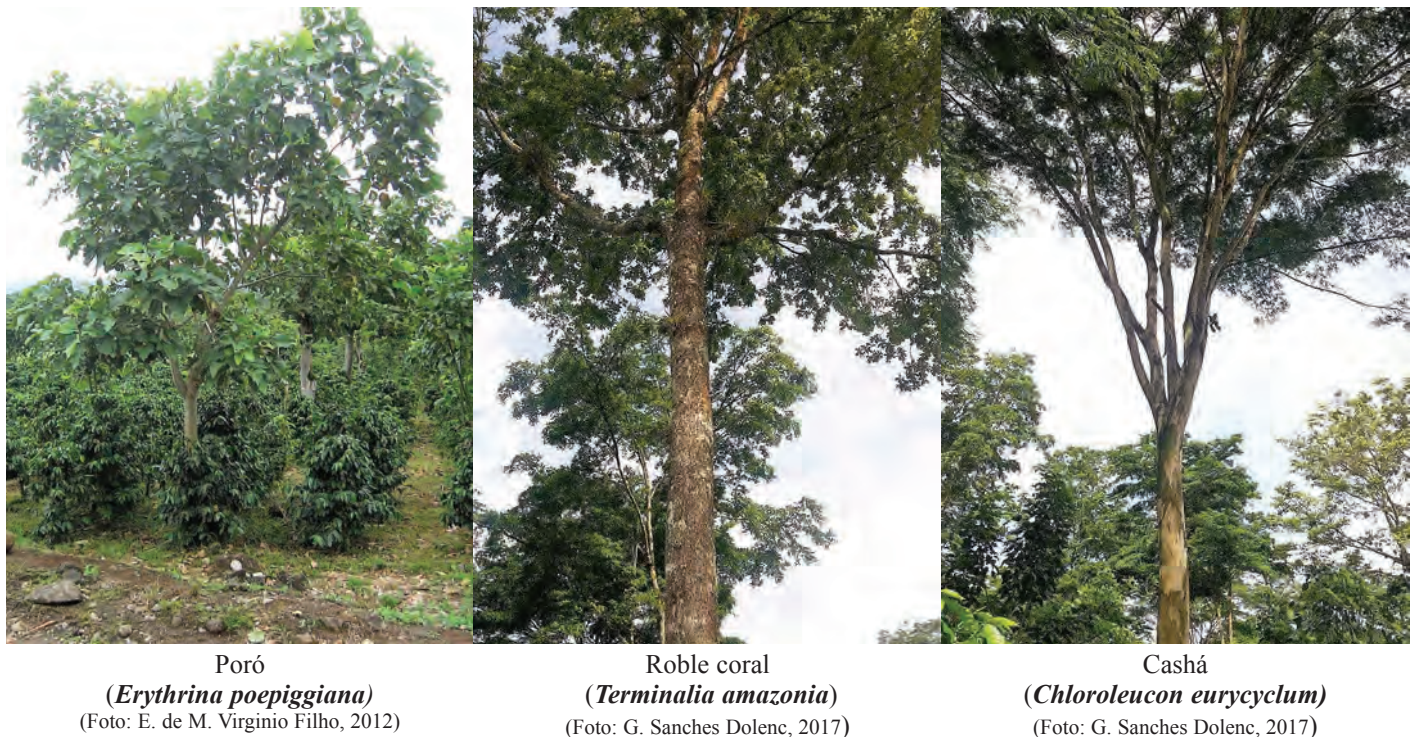 Poró
(Erythrina poepiggiana)
(Foto: E. de M. Virginio Filho, 2012)
Roble coral
(Terminalia amazonia)
(Foto: G. Sanches Dolenc, 2017)
Cashá
(Chloroleucon eurycyclum)
(Foto: G. Sanches Dolenc, 2017)